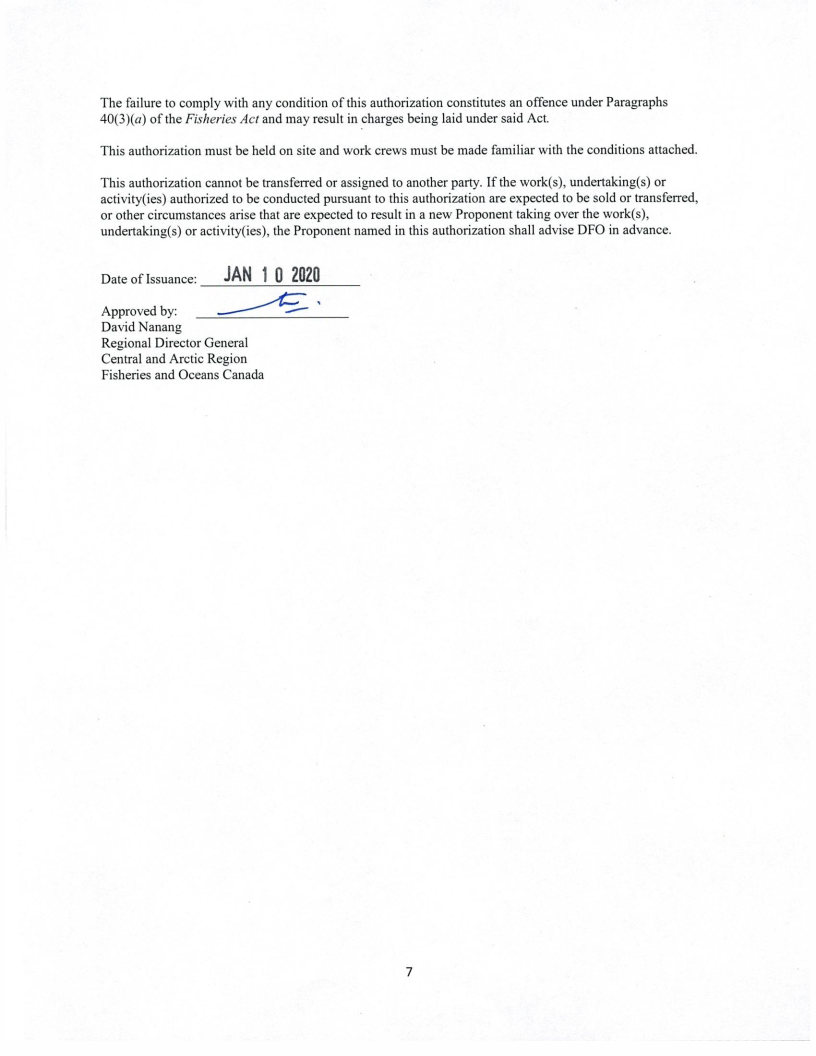 The failure to comply with any condition of this authorization constitutes an offence under Paragraphs
40(3)(a) of the Fisheries Act and may result in charges being laid under said Act.
This authorization must be held on site and work crews must be made familiar with the conditions attached.
This authorization cannot be transferred or assigned to another party. If the work(s), undertaking(s) or
activity(ies) authorized to be conducted pursuant to this authorization are expected to be sold or transferred,
or other circumstances arise that are expected to result in a new Proponent taking over the work(s),
undertaking(s) or activity(ies), the Proponent named in this authorization shall advise DFO in advance.
Date of Issuance: JAN 10 2020
Approved by:
David Nanang
Regional Director General
Central and Arctic Region
Fisheries and Oceans Canada
7